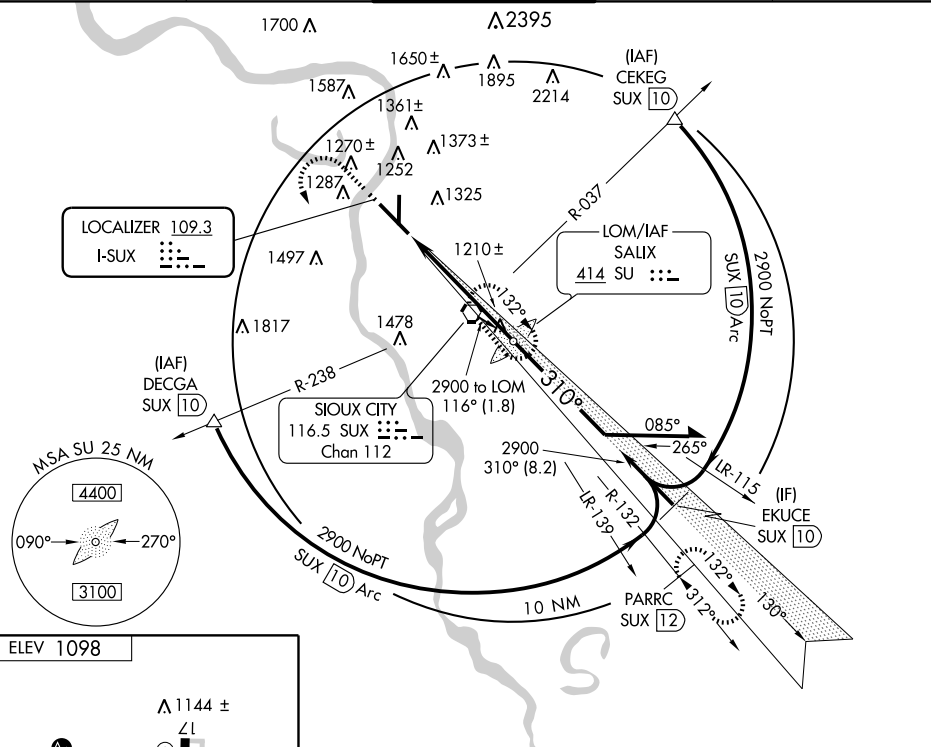 1700
2395
1650 ±
1895
2214
(IAF)
CEKEG
SUX 10
1587
1361±
1373 ±
1270 ±
1252
1287
1325
R-037
LOCALIZER 109.3
I-SUX
LOM/IAF
SALIX
414 SU
1210 ±
132°
1497
2900 NoPT
SUX 10 Arc
1817
1478
(IAF)
DECGA
SUX 10
R-238
2900 to LOM
116° (1.8)
310°
SIOUX CITY
116.5 SUX
Chan 112
085°
265°
2900
310° (8.2)
LR-115
(IF)
EKUCE
SUX 10
R-132
LR-139
MSA SU 25 NM
4400
090°
270°
3100
2900 NoPT
SUX 10 Arc
10 NM
PARRC
SUX 12
132°
312°
130°
ELEV 1098
1144 ±
17